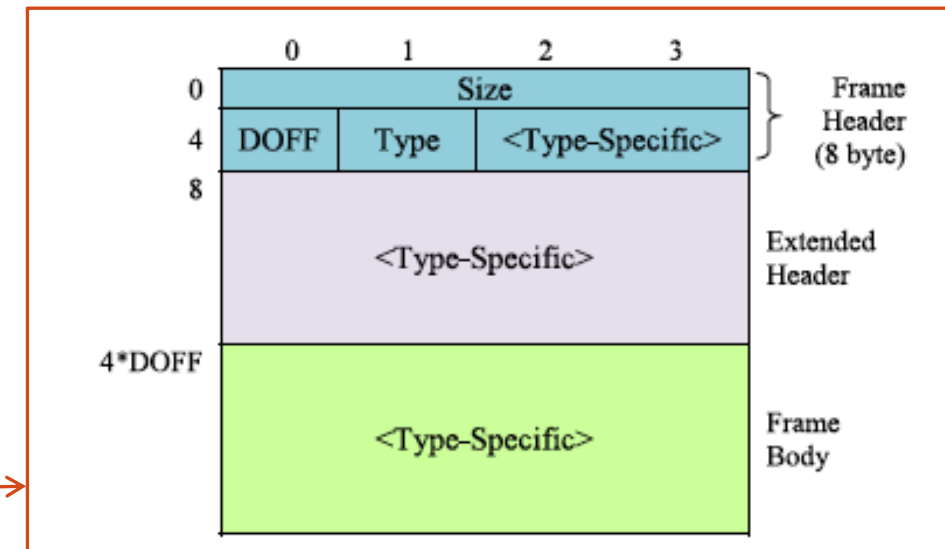 0 1 2 3
0 Size Frame
Header
(8 byte)
4 DOFF Type <Type-Specific>
8
<Type-Specific> Extended
Header
4*DOFF
<Type-Specific> Frame
Body